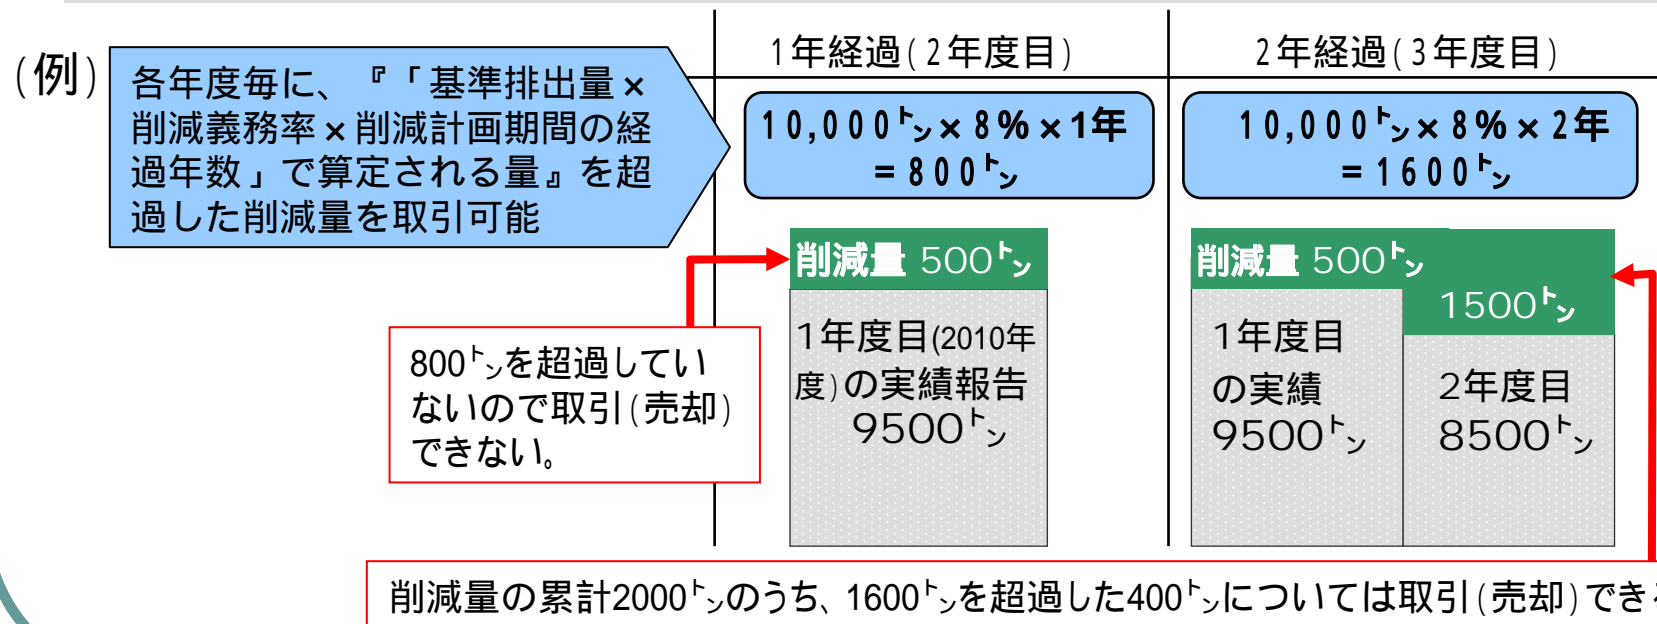 (例)
各年度毎に、『「基準排出量×
削減義務率×削減計画期間の経
過年数」で算定される量』を超
過した削減量を取引可能
1年経過(2年度目)
2年経過(3年度目)
10,000㌧×8%×1年
=800㌧
10,000㌧×8%×2年
=1600㌧
削減量 500㌧
1年度目(2010年
度)の実績報告
9500㌧
800㌧を超過してい
ないので取引(売却)
できない。
削減量 500㌧
1500㌧
1年度目
の実績
9500㌧
2年度目
8500㌧
削減量の累計2000㌧のうち、1600㌧を超過した400㌧については取引(売却)でき